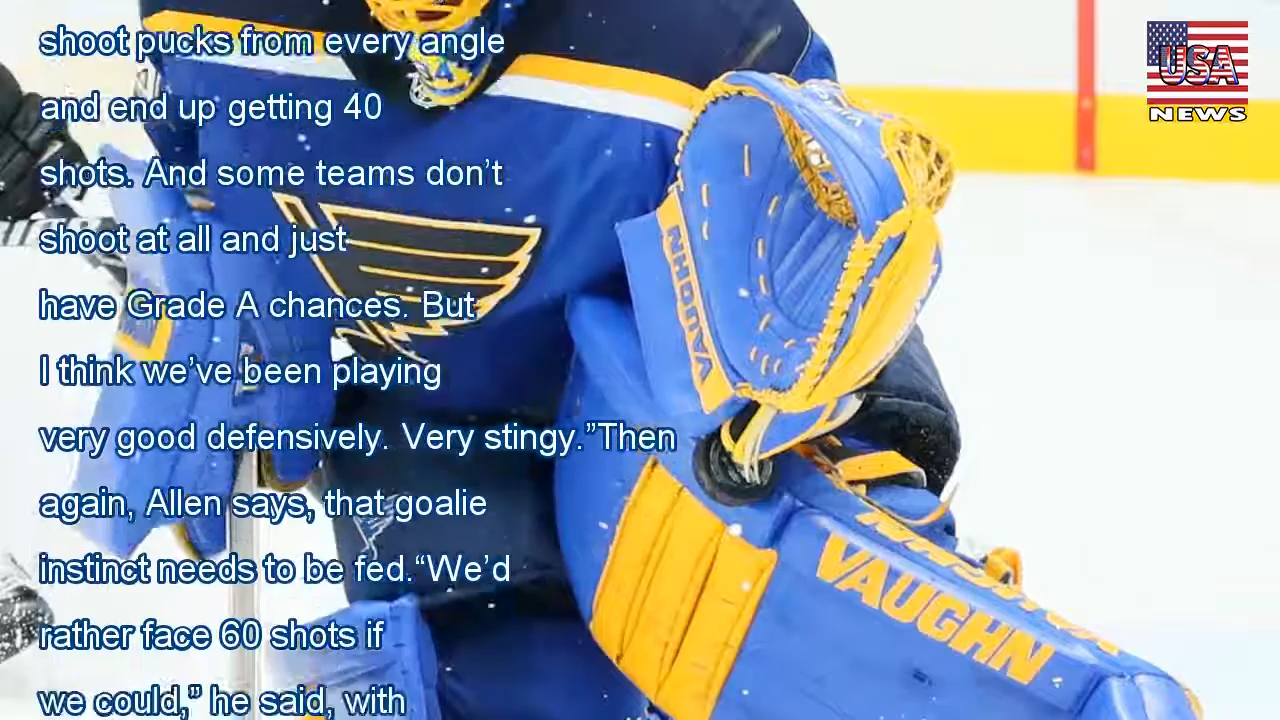 shoot pucks from every angle
and end up getting 40
shots. And some teams don’t
shoot at all and just
have Grade A chances. But
I think we’ve been playing
very good defensively. Very stingy.”Then
again, Allen says, that goalie
instinct needs to be fed.“We’d
rather face 60 shots if
we could,” he said, with
USA
NEWS
VAUGHN
VAUGHN